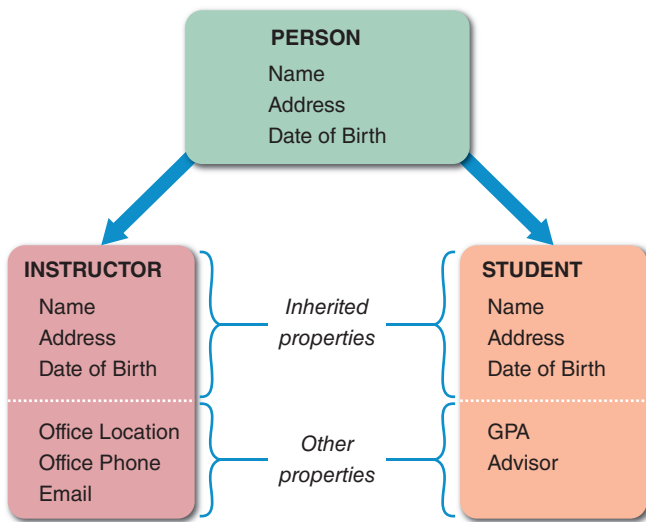 PERSON
Name
Address
Date of Birth
INSTRUCTOR
Name
Address
Date of Birth
Office Location
Office Phone
Email
Inherited
properties
Other
properties
STUDENT
Name
Address
Date of Birth
GPA
Advisor